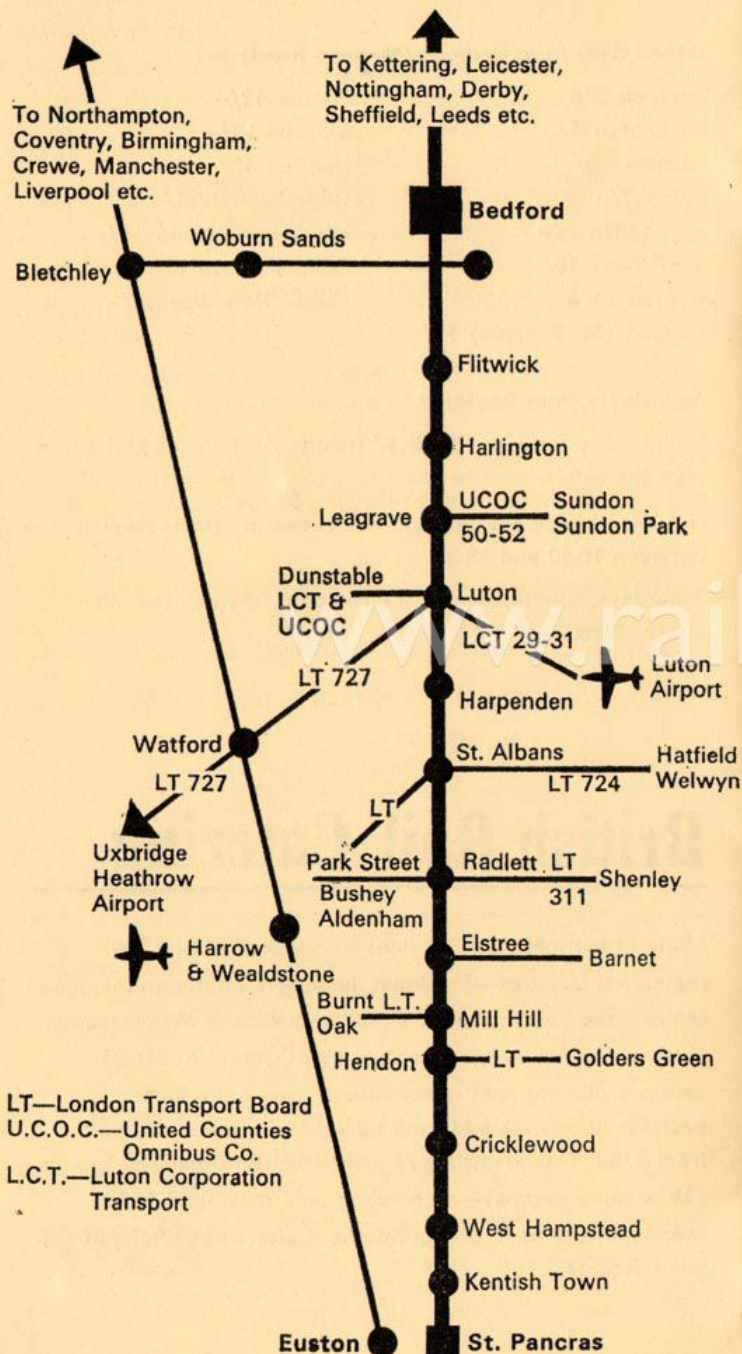 To Northampton,
Coventry, Birmingham,
Crewe, Manchester,
Liverpool etc.
To Kettering, Leicester,
Nottingham, Derby,
Sheffield, Leeds etc.
Bedford
Woburn Sands
Bletchley
Flitwick
Harlington
Leagrave
UCOC
50-52
Sundon
Sundon Park
Dunstable
LCT &
UCOC
Luton
LCT 29-31
Luton
Airport
www.rail
LT 727
Harpenden
Watford
LT 727
St. Albans
LT 724
Hatfield
Welwyn
LT
Uxbridge
Heathrow
Airport
Park Street
Bushey
Aldenham
Radlett LT
311
Shenley
Harrow
& Wealdstone
Elstree
Barnet
Burnt L.T.
Oak
Mill Hill
Hendon
LT
Golders Green
LT—London Transport Board
U.C.O.C.—United Counties
Omnibus Co.
L.C.T.—Luton Corporation
Transport
Cricklewood
West Hampstead
Kentish Town
Euston
St. Pancras